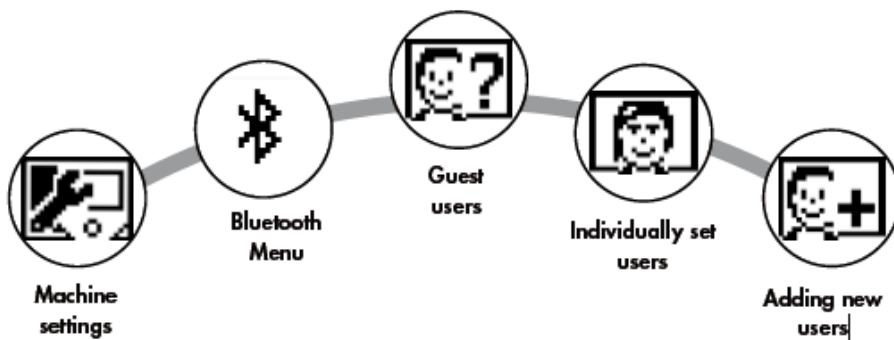 Machine
settings
Bluetooth
Menu
?
Guest
users
Individually set
users
+
Adding new
users